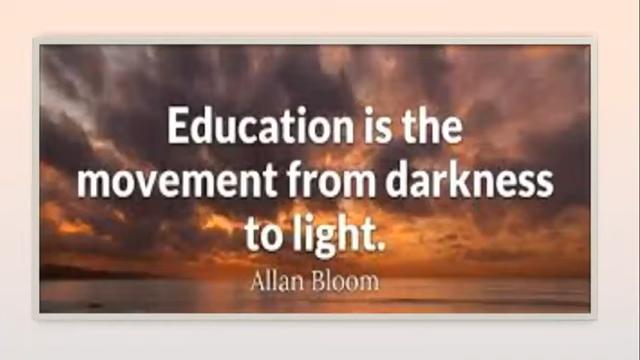 Education is the
movement from darkness
to light.
Allan Bloom